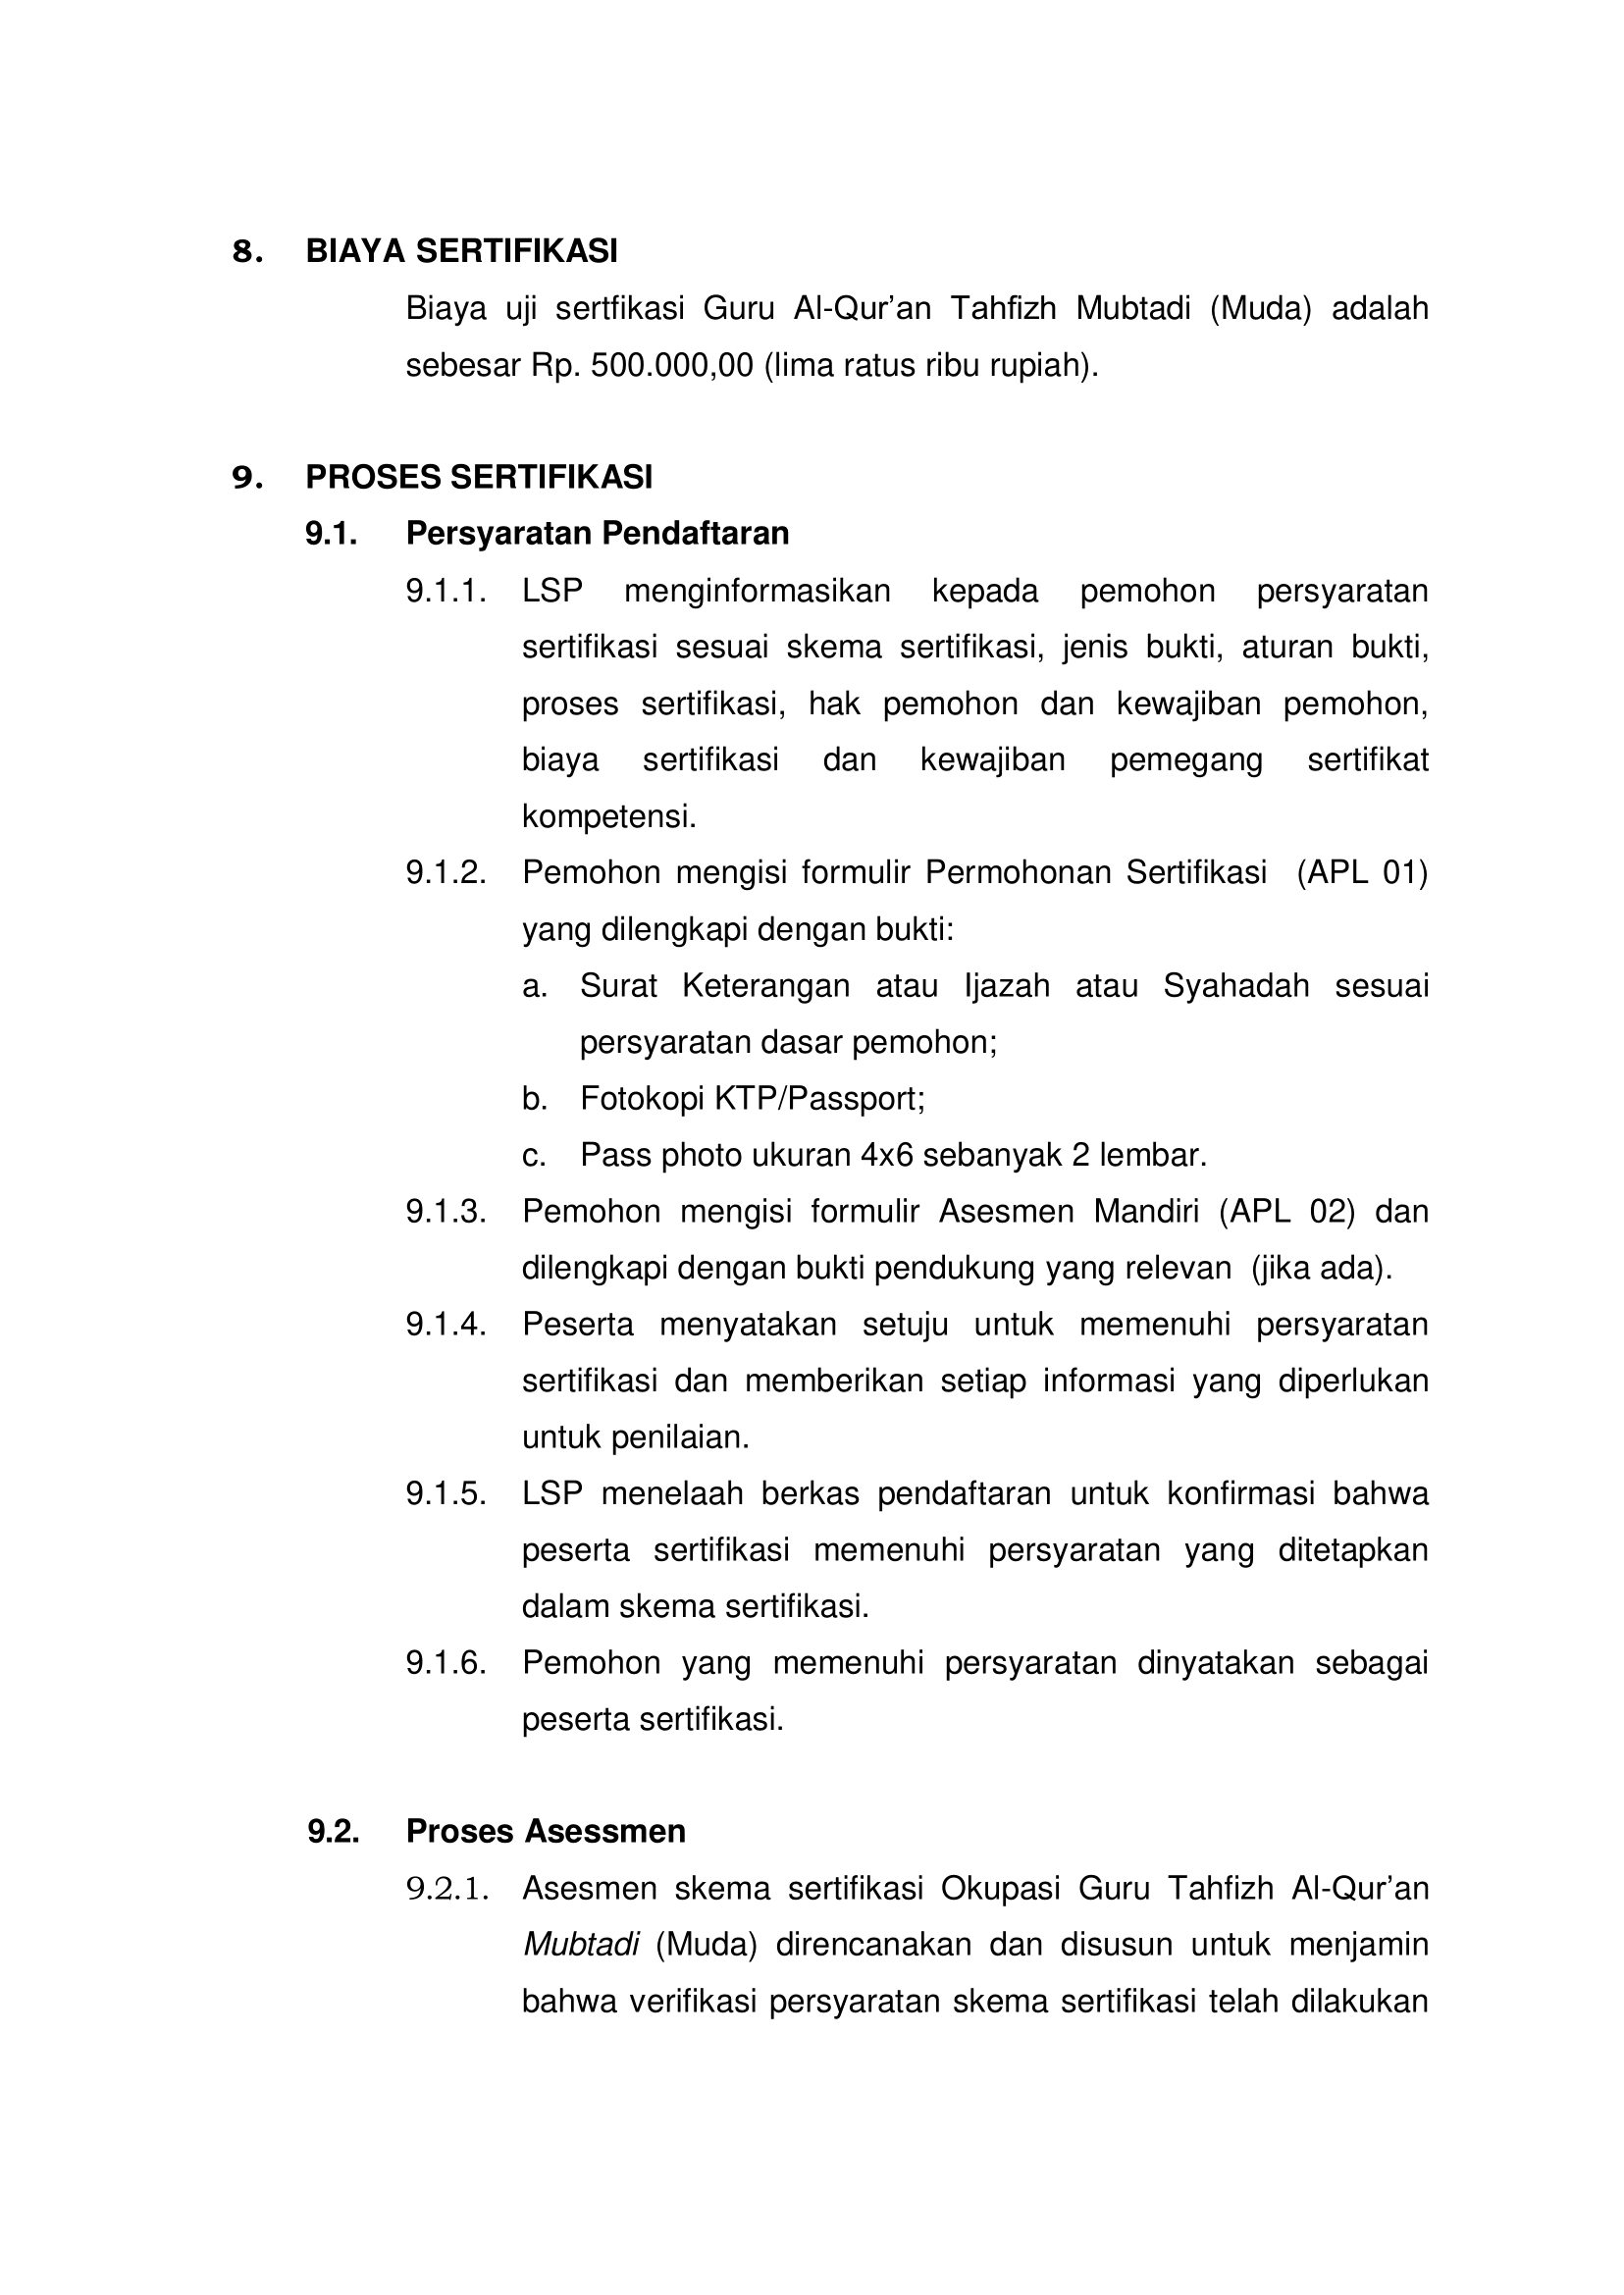 8. BIAYA SERTIFIKASI
Biaya uji sertfikasi Guru Al-Qur’an Tahfizh Mubtadi (Muda) adalah
sebesar Rp. 500.000,00 (lima ratus ribu rupiah).
9. PROSES SERTIFIKASI
9.1. Persyaratan Pendaftaran
9.1.1. LSP menginformasikan kepada pemohon persyaratan
sertifikasi sesuai skema sertifikasi, jenis bukti, aturan bukti,
proses sertifikasi, hak pemohon dan kewajiban pemohon,
biaya sertifikasi dan kewajiban pemegang sertifikat
kompetensi.
9.1.2. Pemohon mengisi formulir Permohonan Sertifikasi (APL 01)
yang dilengkapi dengan bukti:
a. Surat Keterangan atau Ijazah atau Syahadah sesuai
persyaratan dasar pemohon;
b. Fotokopi KTP/Passport;
c. Pass photo ukuran 4x6 sebanyak 2 lembar.
9.1.3. Pemohon mengisi formulir Asesmen Mandiri (APL 02) dan
dilengkapi dengan bukti pendukung yang relevan (jika ada).
9.1.4. Peserta menyatakan setuju untuk memenuhi persyaratan
sertifikasi dan memberikan setiap informasi yang diperlukan
untuk penilaian.
9.1.5. LSP menelaah berkas pendaftaran untuk konfirmasi bahwa
peserta sertifikasi memenuhi persyaratan yang ditetapkan
dalam skema sertifikasi.
9.1.6. Pemohon yang memenuhi persyaratan dinyatakan sebagai
peserta sertifikasi.
9.2. Proses Asessmen
9.2.1. Asesmen skema sertifikasi Okupasi Guru Tahfizh Al-Qur’an
Mubtadi (Muda) direncanakan dan disusun untuk menjamin
bahwa verifikasi persyaratan skema sertifikasi telah dilakukan